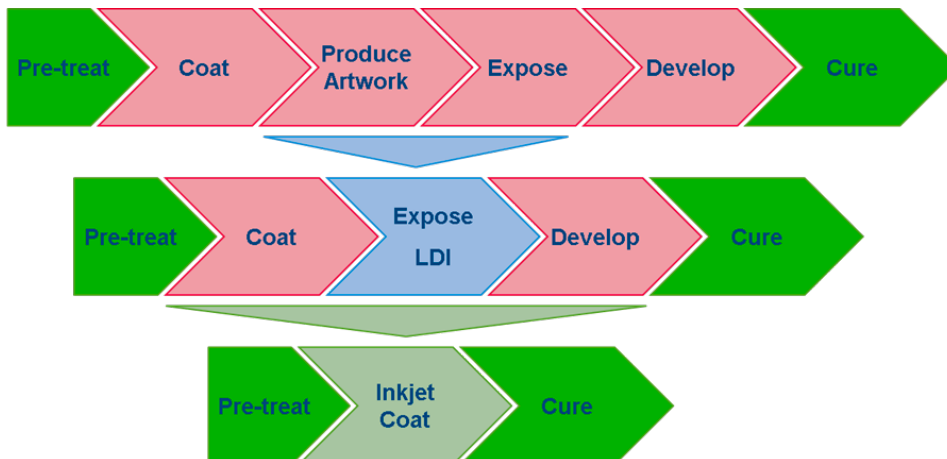 Pre-treat
Coat
Produce
Artwork
Expose
Develop
Cure
Pre-treat
Coat
Expose
LDI
Develop
Cure
Pre-treat
Inkjet
Coat
Cure